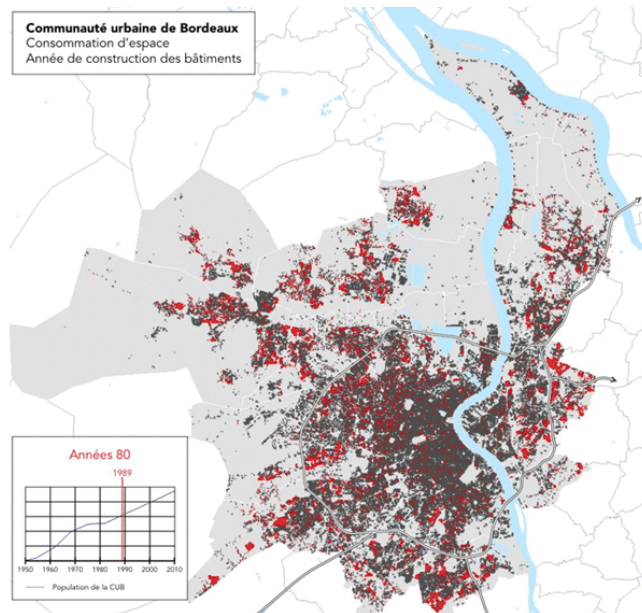 Communauté urbaine de Bordeaux
Consommation d'espace
Année de construction des bâtiments
Années 80
1989
1950 1960 1970 1980 1990 2000 2010
Population de la CUB